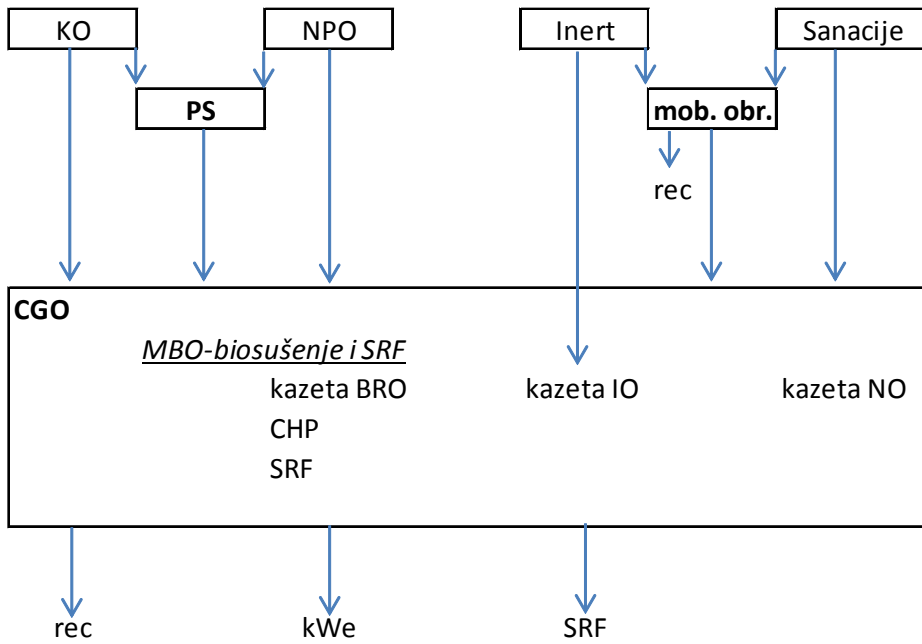 KO NPO Inert Sanacije
PS mob. obr.
rec
CGO
MBO-biosušenje i SRF
kazeta BRO kazeta IO kazeta NO
CHP
SRF
rec kWe SRF